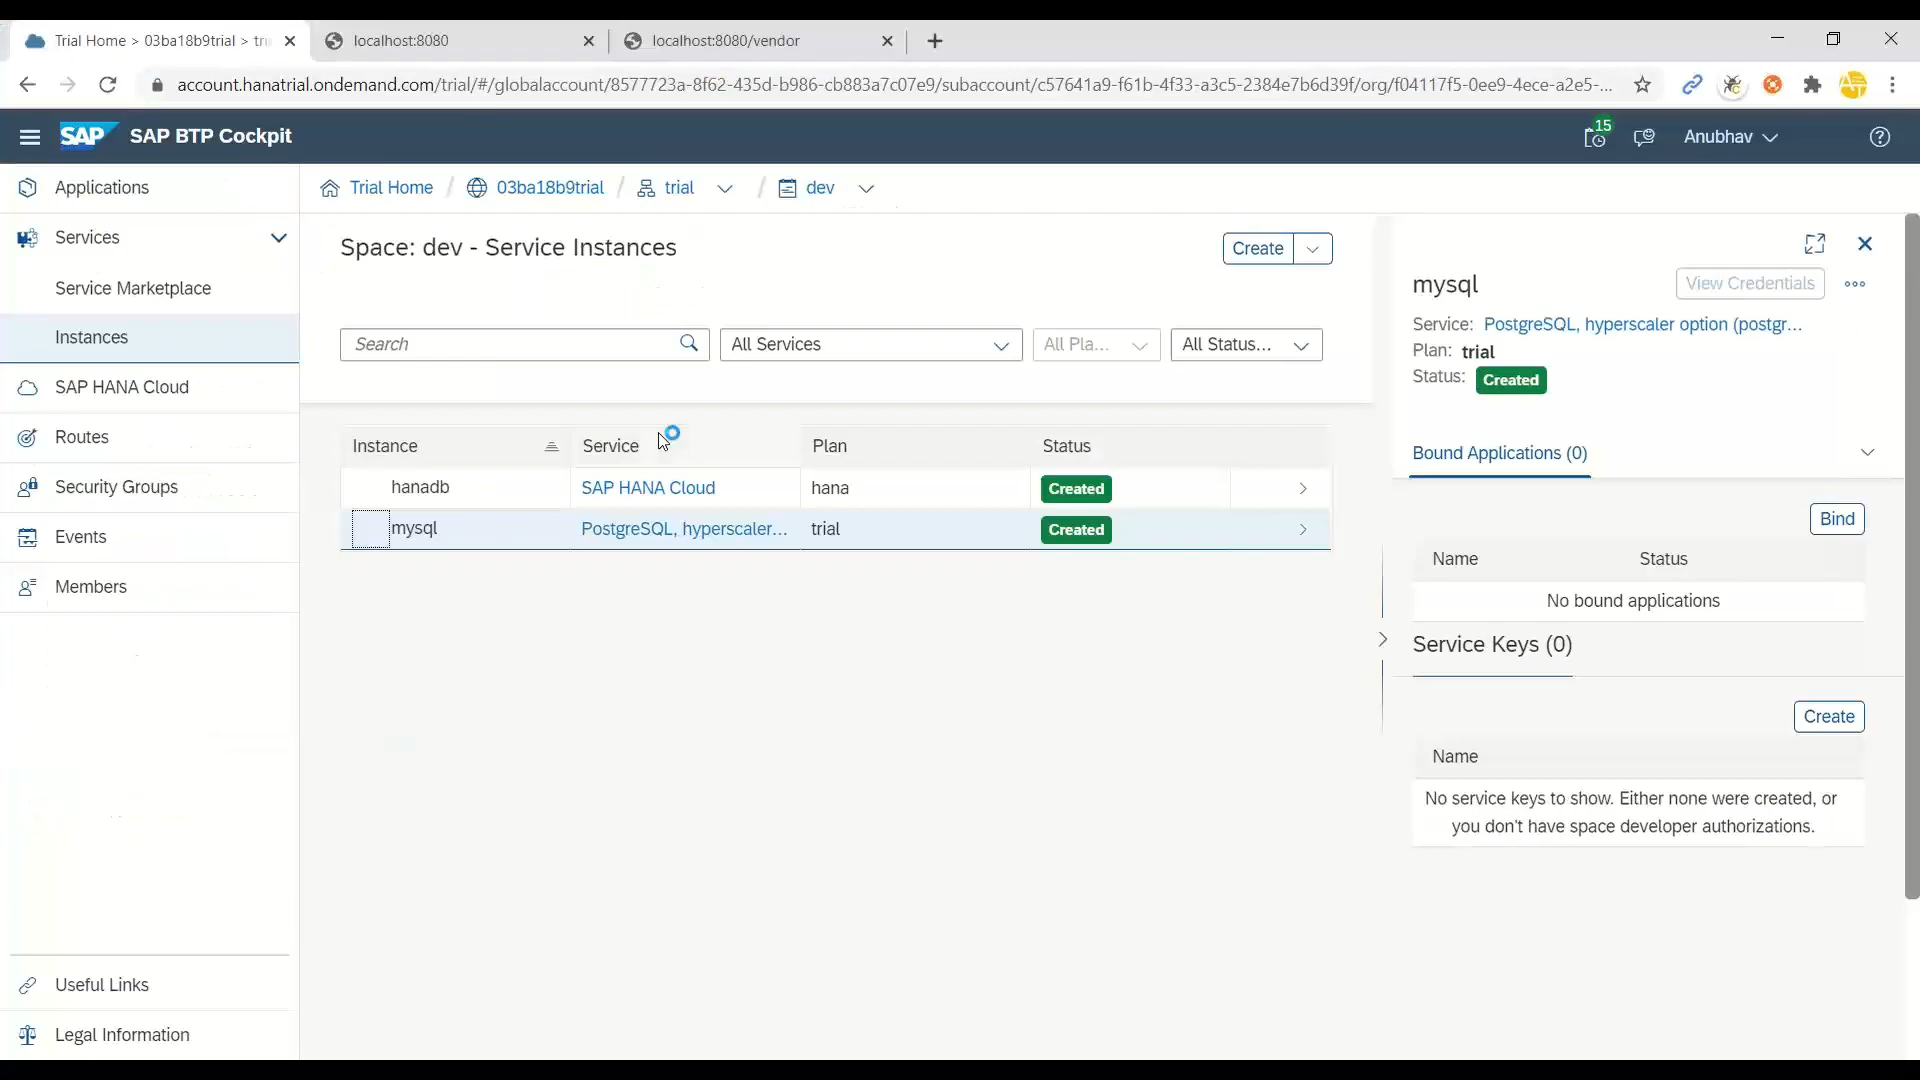 Trial Home > 03ba18b9trial > tri
localhost:8080
localhost:8080/vendor
account.hanatrial.ondemand.com/trial/#/globalaccount/8577723a-8f62-435d-b986-cb883a7c07e9/subaccount/c57641a9-f61b-4f33-a3c5-2384e7b6d39f/org/f04117f5-0ee9-4ece-a2e5-...
SAP SAP BTP Cockpit
15
Anubhav
Applications
Services
Service Marketplace
Instances
SAP HANA Cloud
Routes
Security Groups
Events
Members
Useful Links
Legal Information
Trial Home / 03ba18b9trial / trial / dev
Space: dev - Service Instances
Create
Search
All Services
All Pla...
All Status...
Instance Service Plan Status
hanadb SAP HANA Cloud hana Created
mysql PostgreSQL, hyperscaler... trial Created
mysql
View Credentials
Service: PostgreSQL, hyperscaler option (postgr...
Plan: trial
Status: Created
Bound Applications (0)
Bind
Name Status
No bound applications
Service Keys (0)
Create
Name
No service keys to show. Either none were created, or
you don't have space developer authorizations.